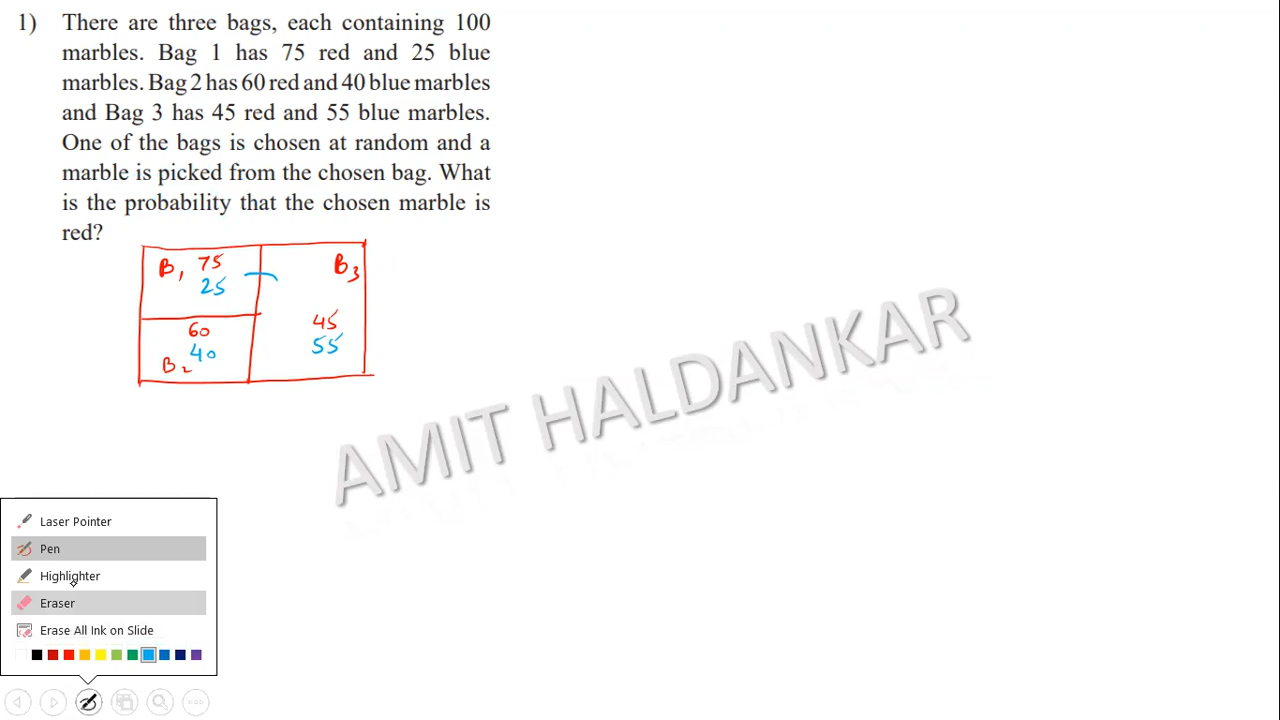 1) There are three bags, each containing 100
marbles. Bag 1 has 75 red and 25 blue
marbles. Bag 2 has 60 red and 40 blue marbles
and Bag 3 has 45 red and 55 blue marbles.
One of the bags is chosen at random and a
marble is picked from the chosen bag. What
is the probability that the chosen marble is
red?
B1 75
25
B3
60
40
B2
45
55
AMIT HALDANKAR
Laser Pointer
Pen
Highlighter
Eraser
Erase All Ink on Slide